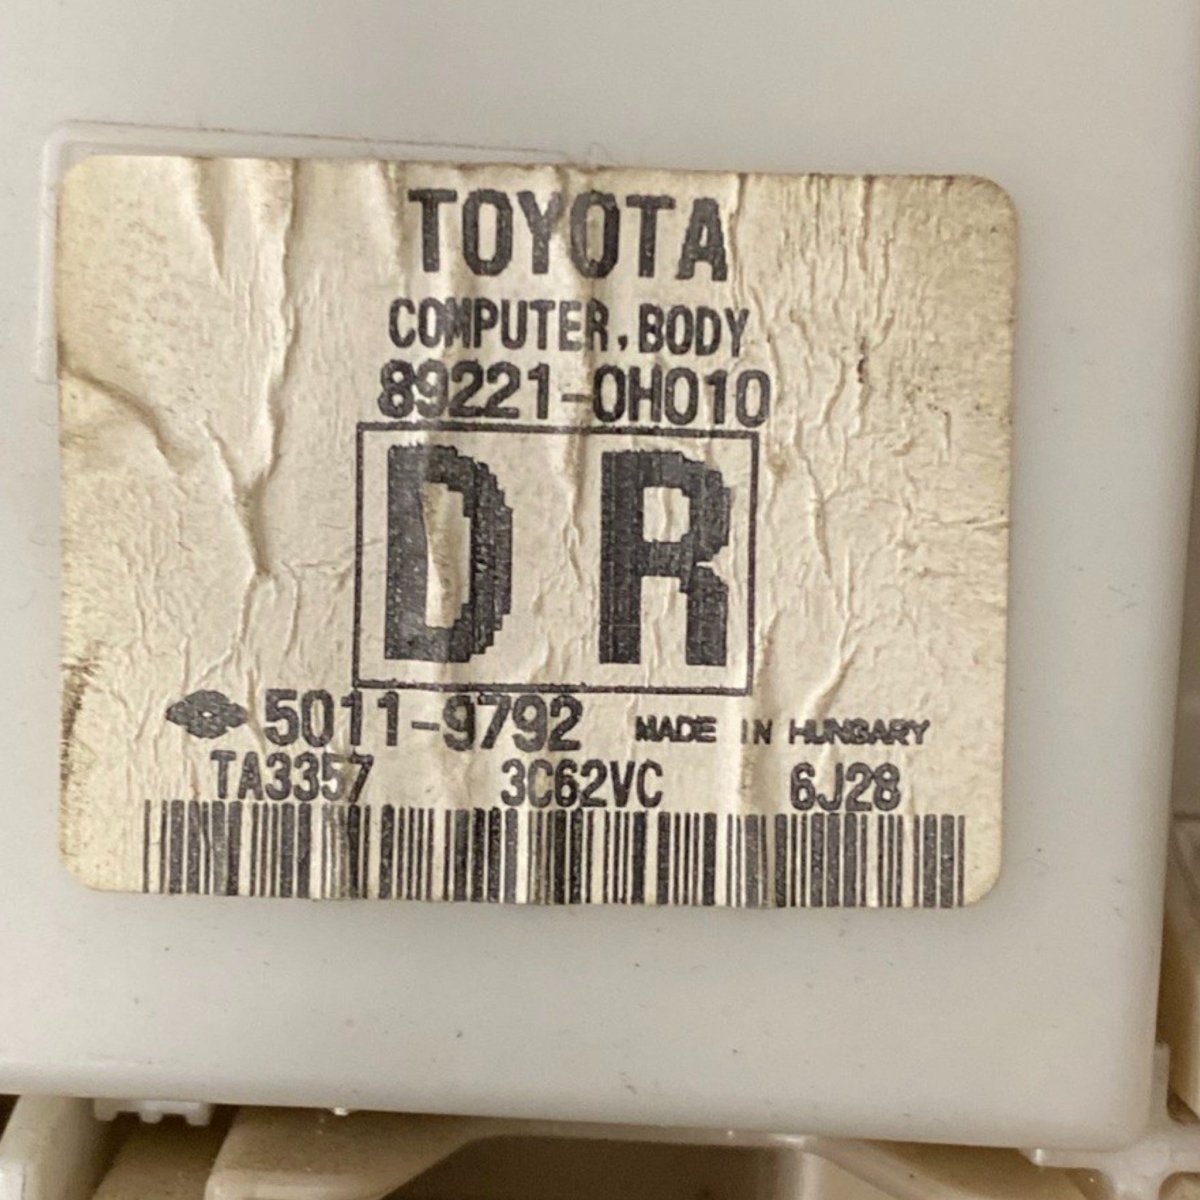 TOYOTA
COMPUTER, BODY
89221-0H010
DR
5011-9792 MADE IN HUNGARY
TA3357 3C62VC 6J28